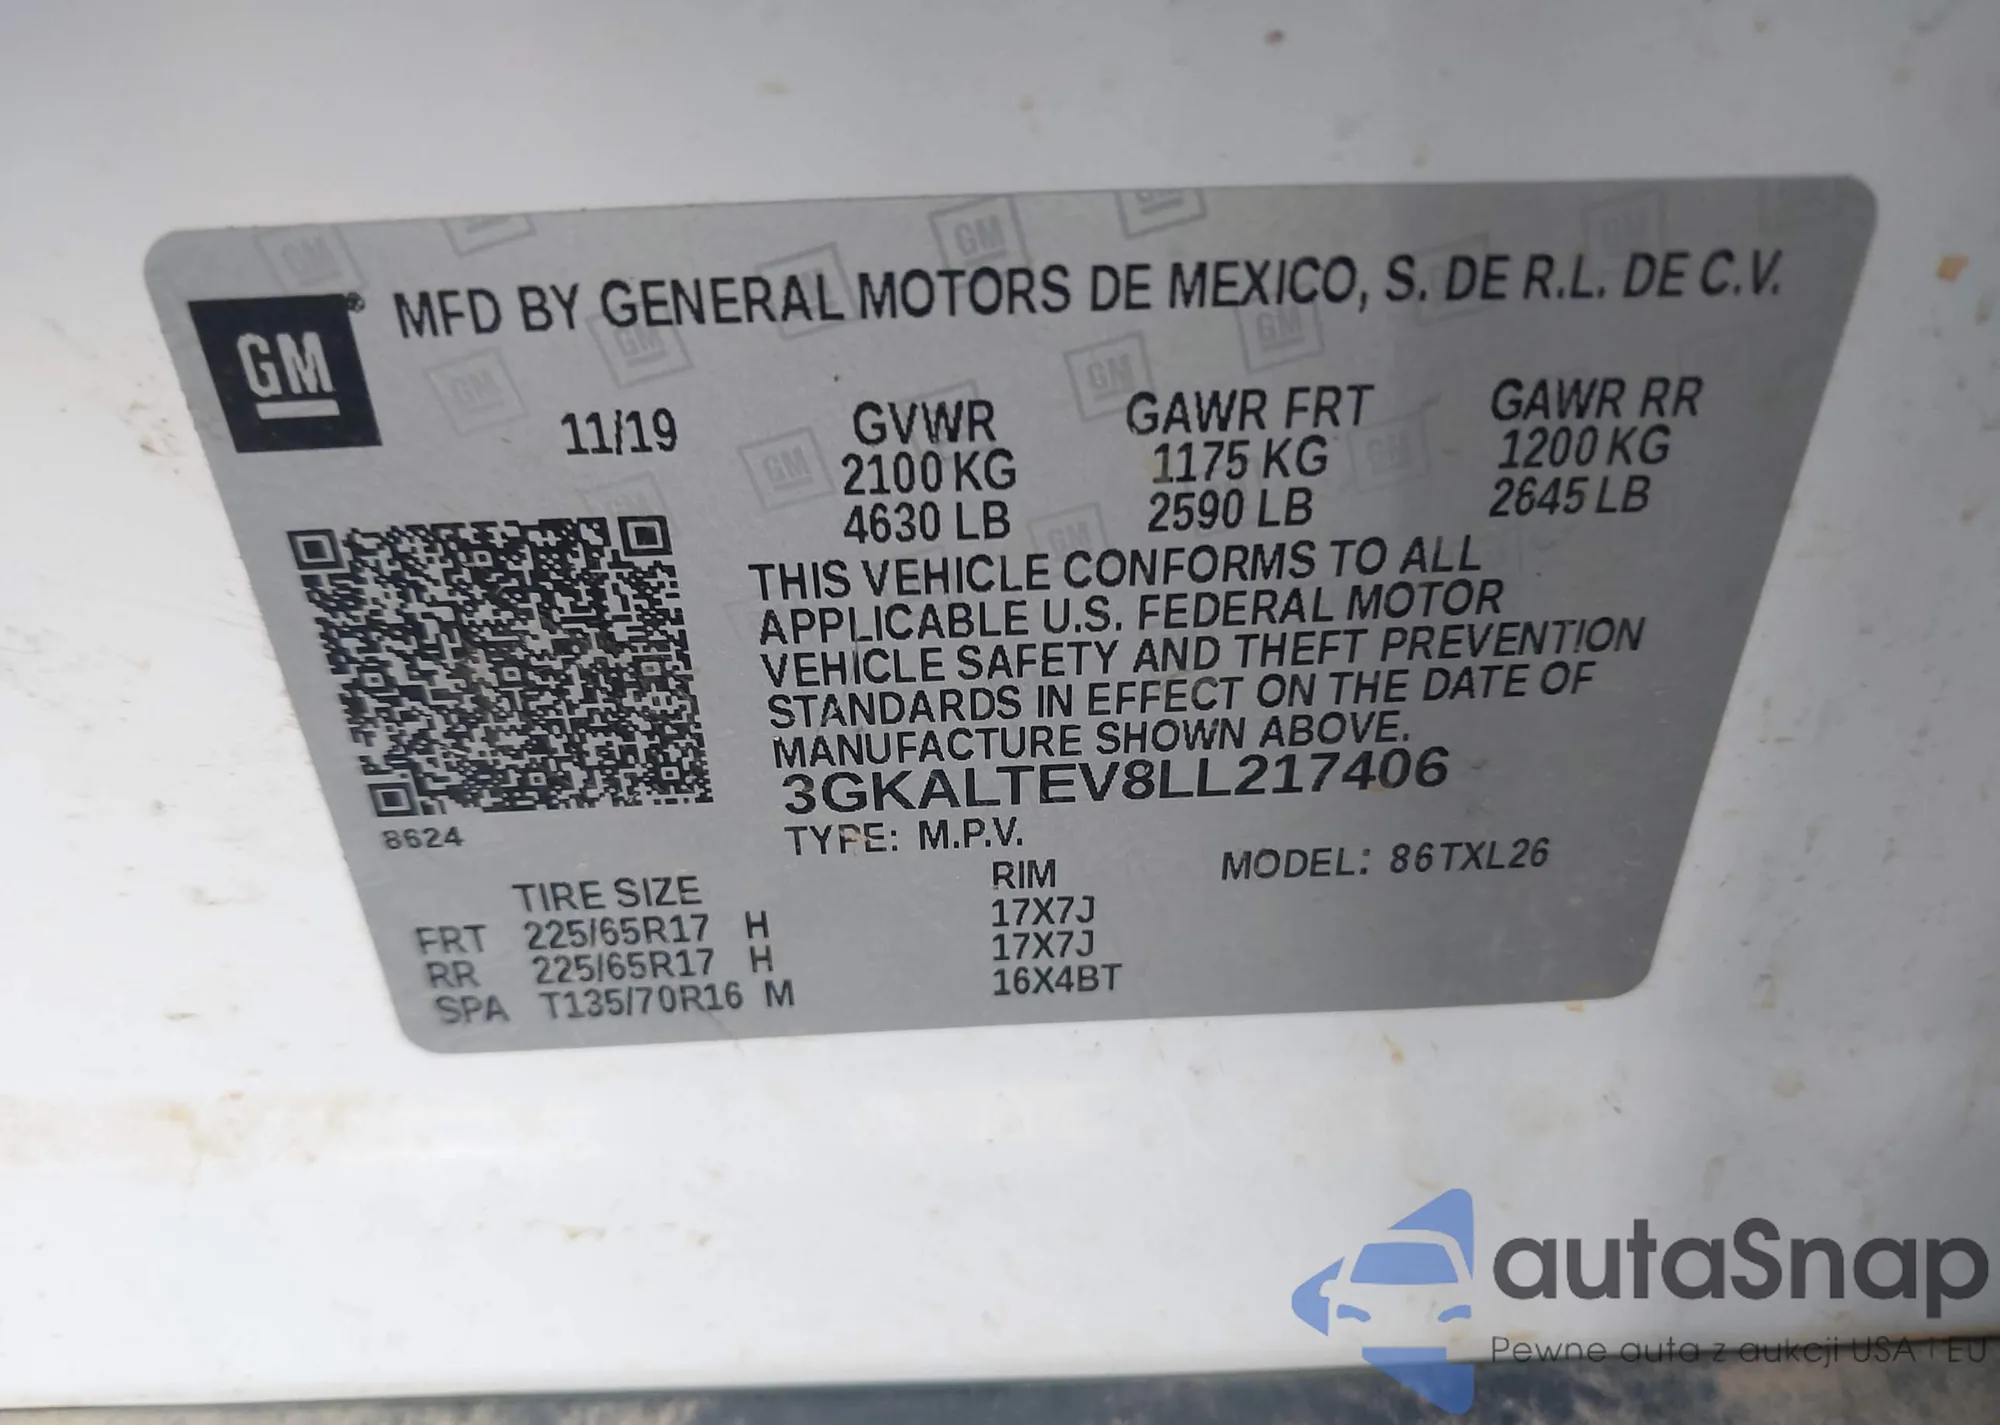 GM® MFD BY GENERAL MOTORS DE MEXICO, S. DE R.L. DE C.V.
11/19 GVWR GAWR FRT GAWR RR
2100 KG 1175 KG 1200 KG
4630 LB 2590 LB 2645 LB
THIS VEHICLE CONFORMS TO ALL
APPLICABLE U.S. FEDERAL MOTOR
VEHICLE SAFETY AND THEFT PREVENTION
STANDARDS IN EFFECT ON THE DATE OF
MANUFACTURE SHOWN ABOVE.
3GKALTEV8LL217406
8624 TYPE: M.P.V. MODEL: 86TXL26
TIRE SIZE RIM
FRT 225/65R17 H 17X7J
RR 225/65R17 H 17X7J
SPA T135/70R16 M 16X4BT
autaSnap
Pewne auta z aukcji USA i EU